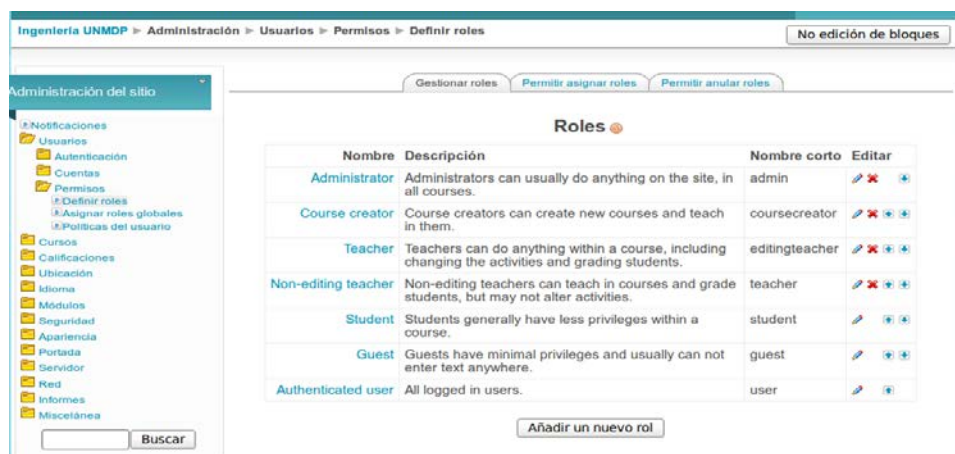 Ingeniería UNMDP ► Administración ► Usuarios ► Permisos ► Definir roles
No edición de bloques
Administración del sitio
Notificaciones
Usuarios
Autenticación
Cuentas
Permisos
Definir roles
Asignar roles globales
Políticas del usuario
Cursos
Calificaciones
Ubicación
Idioma
Módulos
Seguridad
Apariencia
Portada
Servidor
Red
Informes
Miscelánea
Buscar
Gestionar roles Permitir asignar roles Permitir anular roles
Roles
Nombre Descripción Nombre corto Editar
Administrator Administrators can usually do anything on the site, in admin
all courses.
Course creator Course creators can create new courses and teach coursecreator
in them.
Teacher Teachers can do anything within a course, including editingteacher
changing the activities and grading students.
Non-editing teacher Non-editing teachers can teach in courses and grade teacher
students, but may not alter activities.
Student Students generally have less privileges within a student
course.
Guest Guests have minimal privileges and usually can not guest
enter text anywhere.
Authenticated user All logged in users. user
Añadir un nuevo rol